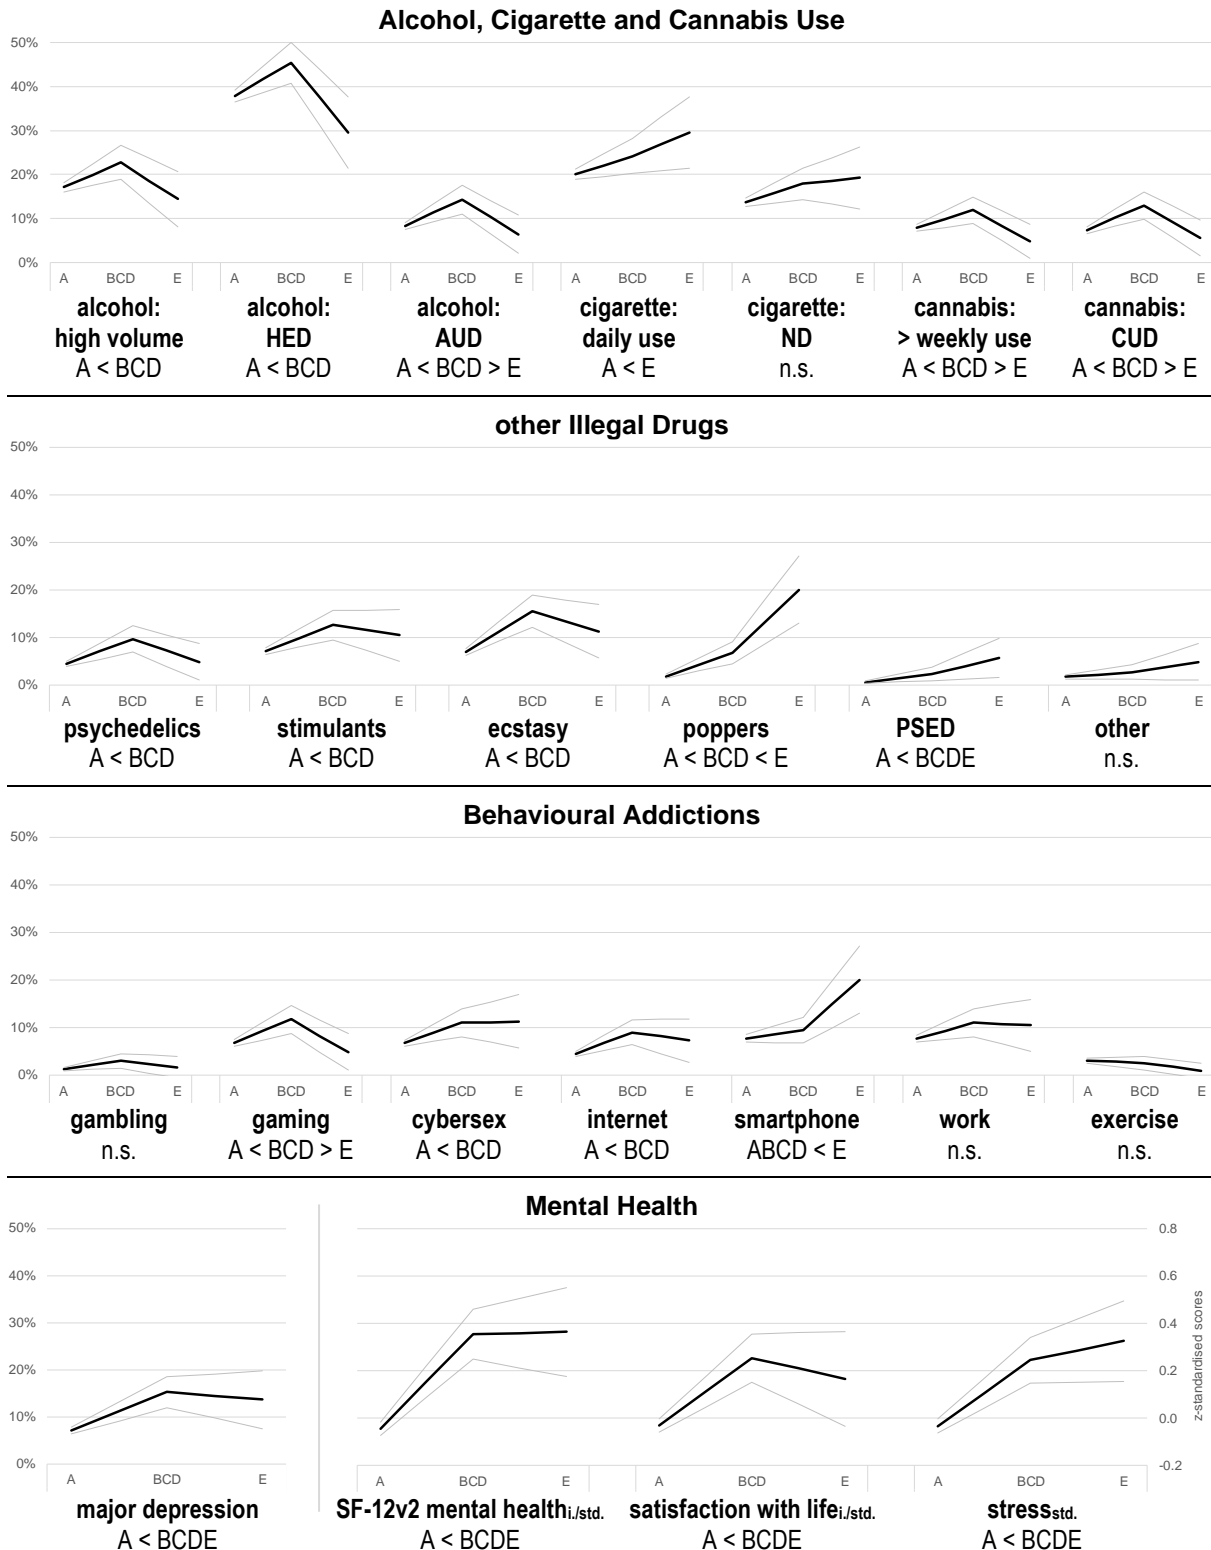 Alcohol, Cigarette and Cannabis Use
50%
40%
30%
20%
10%
0%
A BCD E A BCD E A BCD E A BCD E A BCD E A BCD E A BCD E
alcohol: alcohol: alcohol: cigarette: cigarette: cannabis: cannabis:
high volume HED AUD daily use ND > weekly use CUD
A < BCD A < BCD A < BCD > E A < E n.s. A < BCD > E A < BCD > E
other Illegal Drugs
50%
40%
30%
20%
10%
0%
A BCD E A BCD E A BCD E A BCD E A BCD E A BCD E
psychedelics stimulants ecstasy poppers PSED other
A < BCD A < BCD A < BCD A < BCD < E A < BCDE n.s.
Behavioural Addictions
50%
40%
30%
20%
10%
0%
A BCD E A BCD E A BCD E A BCD E A BCD E A BCD E A BCD E
gambling gaming cybersex internet smartphone work exercise
n.s. A < BCD > E A < BCD A < BCD ABCD < E n.s. n.s.
Mental Health
50% 0.8
40% 0.6
30% 0.4
20% 0.2
10% 0.0
0% -0.2
z-standardised scores
A BCD E A BCD E A BCD E A BCD E
major depression SF-12v2 mental healthi./std. satisfaction with lifei./std. stressstd.
A < BCDE A < BCDE A < BCDE A < BCDE